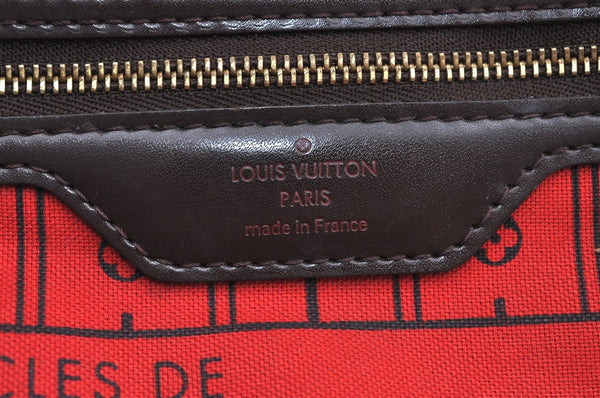 LOUIS VUITTON
PARIS
made in France
CLES DE